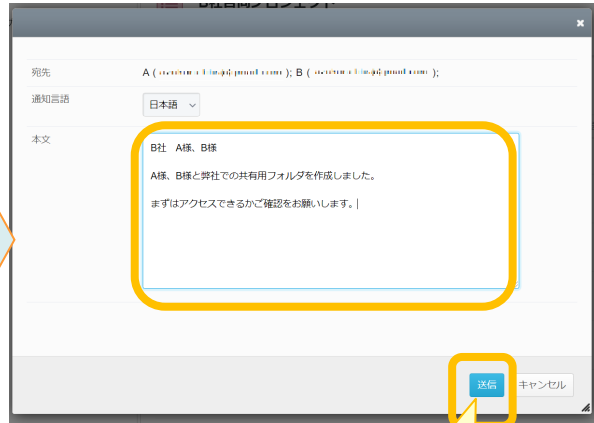 B社合同プロジェクト
宛先 A ( ); B ( );
通知言語 日本語
本文
B社 A様、B様
A様、B様と弊社での共有用フォルダを作成しました。
まずはアクセスできるかご確認をお願いします。
送信 キャンセル